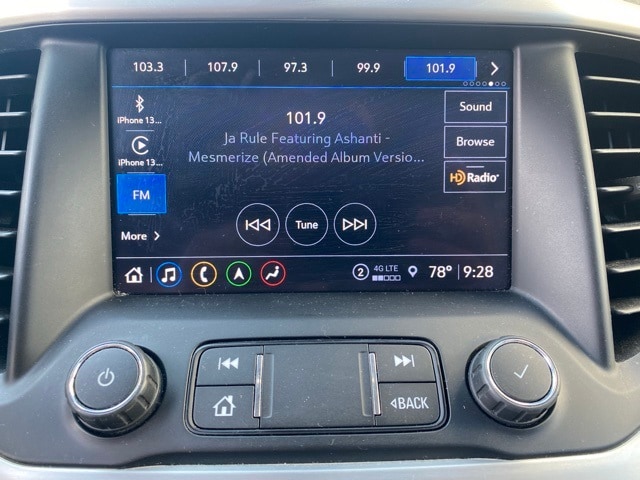 103.3 107.9 97.3 99.9 101.9
iPhone 13...
iPhone 13...
FM
More
101.9
Ja Rule Featuring Ashanti -
Mesmerize (Amended Album Versio...
Sound
Browse
HD Radio
Tune
2 4G LTE 78° 9:28
BACK